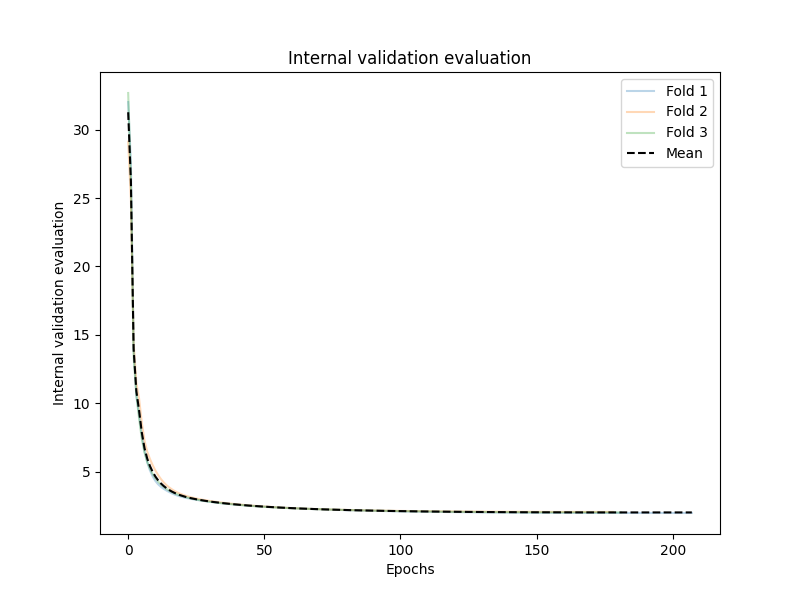 Internal validation evaluation
Fold 1
Fold 2
Fold 3
Mean
Internal validation evaluation
30
25
20
15
10
5
0 50 100 150 200
Epochs